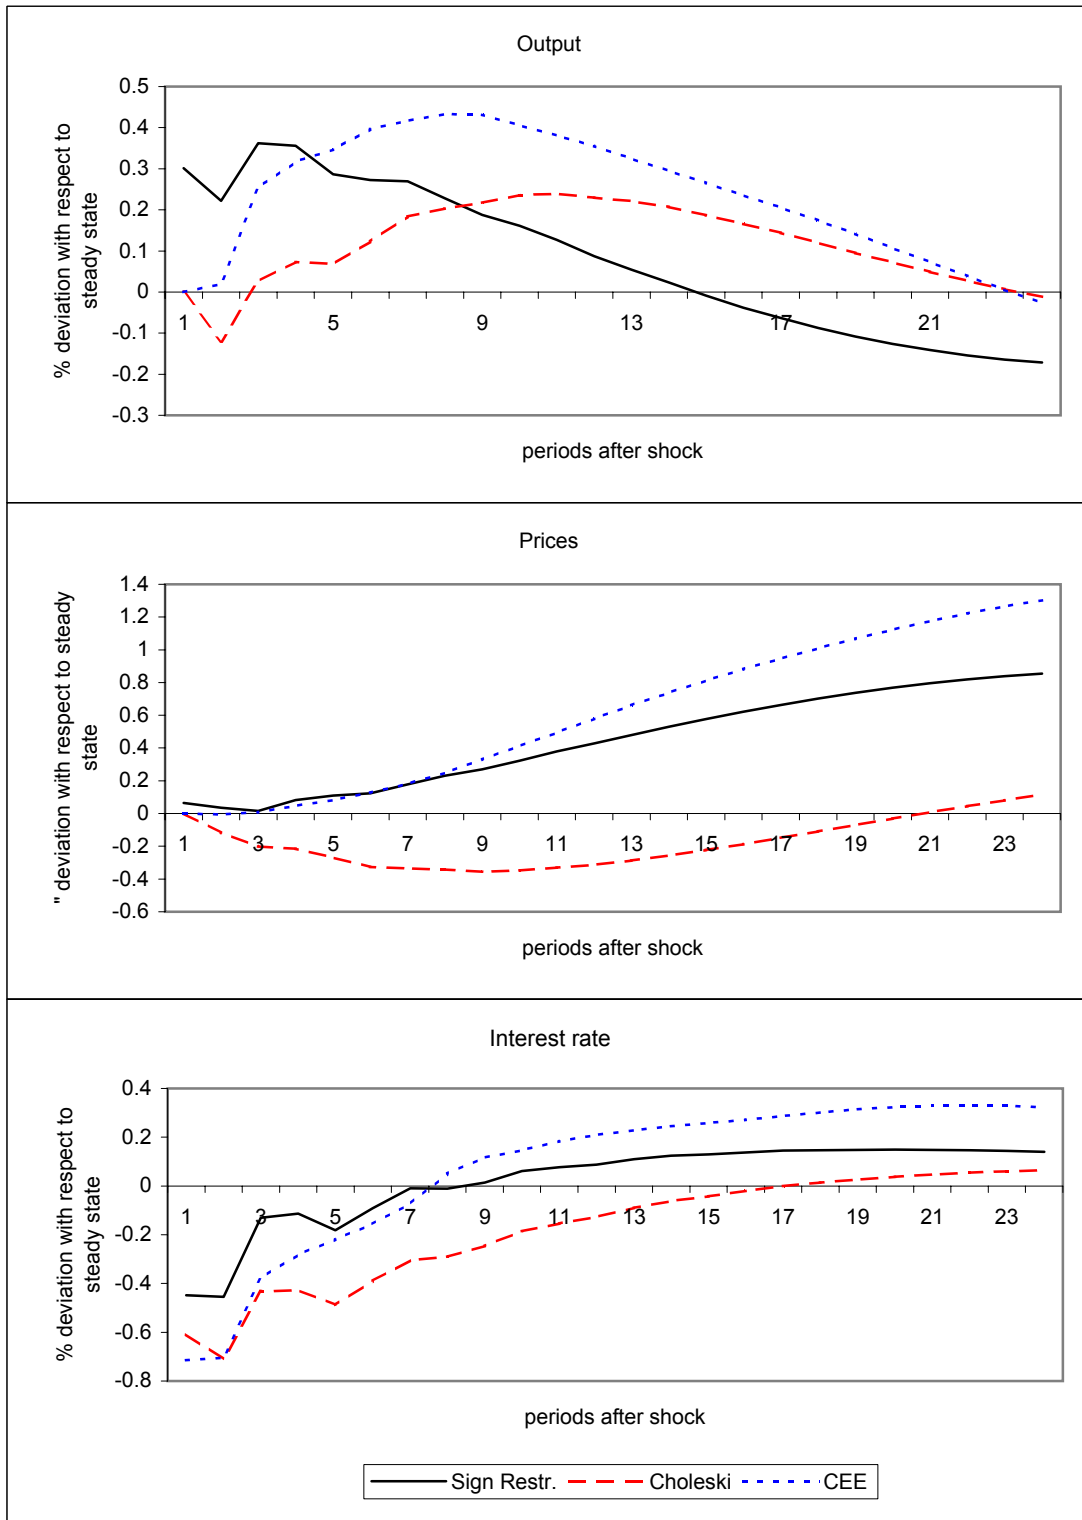 Output
% deviation with respect to
steady state
0.5
0.4
0.3
0.2
0.1
0
-0.1
-0.2
-0.3
1 5 9 13 17 21
periods after shock
Prices
" deviation with respect to steady
state
1.4
1.2
1
0.8
0.6
0.4
0.2
0
-0.2
-0.4
-0.6
1 3 5 7 9 11 13 15 17 19 21 23
periods after shock
Interest rate
% deviation with respect to
steady state
0.4
0.2
0
-0.2
-0.4
-0.6
-0.8
1 3 5 7 9 11 13 15 17 19 21 23
periods after shock
Sign Restr. Choleski CEE